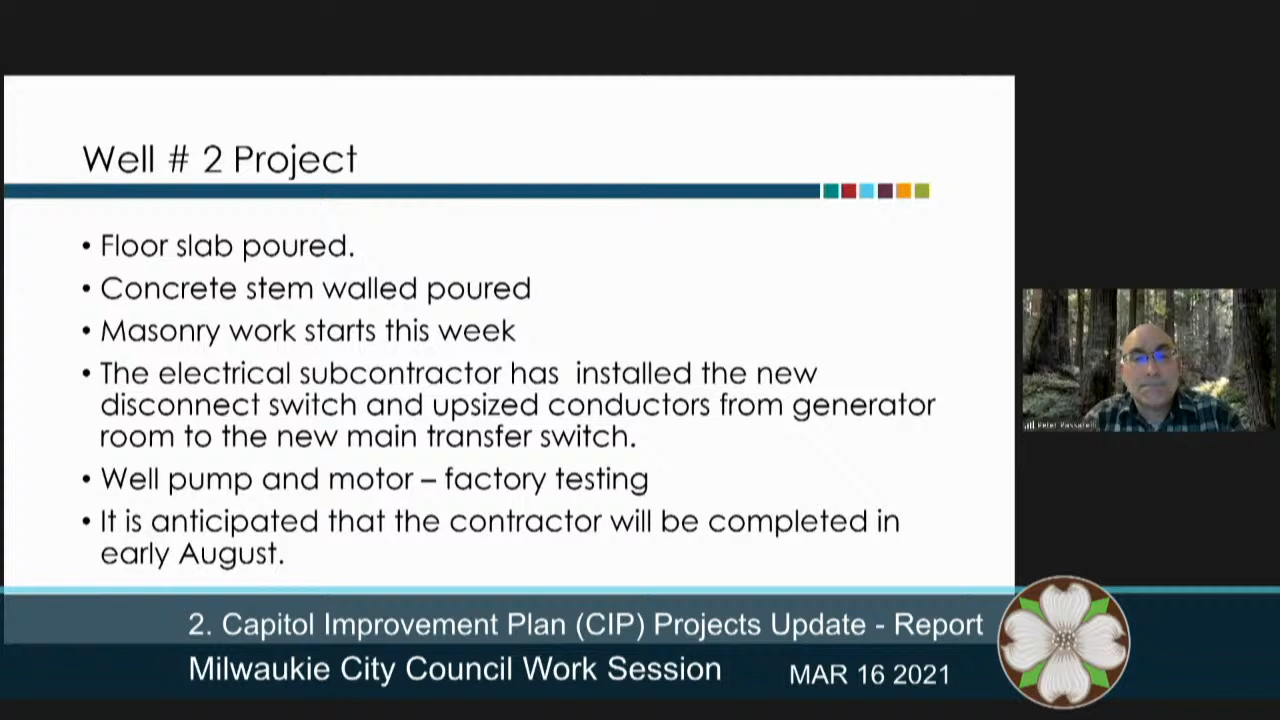 Well # 2 Project
• Floor slab poured.
• Concrete stem walled poured
• Masonry work starts this week
• The electrical subcontractor has installed the new
disconnect switch and upsized conductors from generator
room to the new main transfer switch.
• Well pump and motor – factory testing
• It is anticipated that the contractor will be completed in
early August.
Peter Passarelli
2. Capitol Improvement Plan (CIP) Projects Update - Report
Milwaukie City Council Work Session
MAR 16 2021